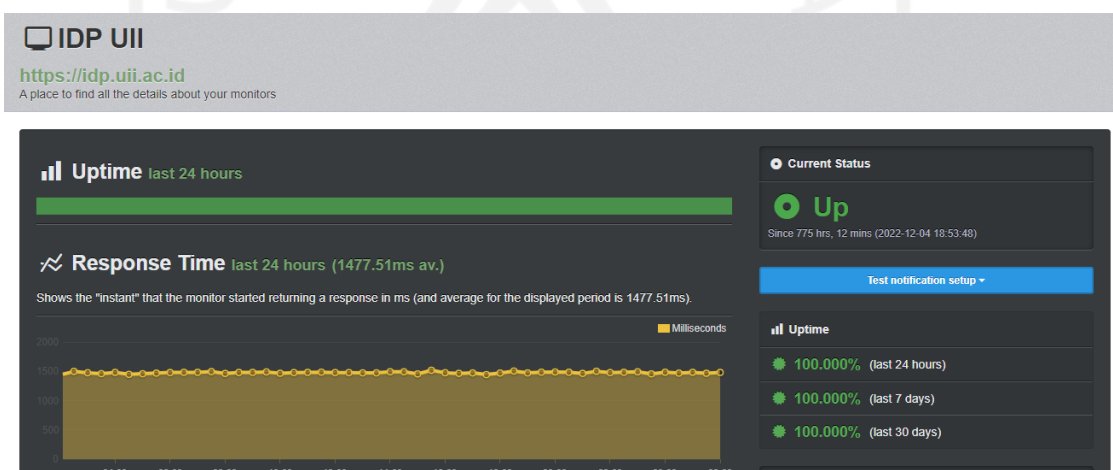 IDP UII
https://idp.uii.ac.id
A place to find all the details about your monitors
Uptime last 24 hours
Response Time last 24 hours (1477.51ms av.)
Shows the "instant" that the monitor started returning a response in ms (and average for the displayed period is 1477.51ms).
Milliseconds
2000
1500
1000
500
0
Current Status
Up
Since 775 hrs, 12 mins (2022-12-04 18:53:48)
Test notification setup
Uptime
100.000% (last 24 hours)
100.000% (last 7 days)
100.000% (last 30 days)